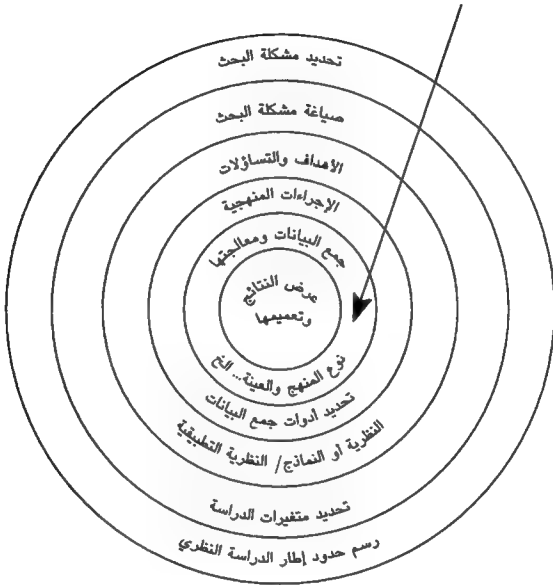 تحديد مشكلة البحث
صياغة مشكلة البحث
الأهداف والتساؤلات
الإجراءات المنهجية
جمع البيانات ومعالجتها
عرض النتائج
وتعميمها
نوع المنهج والعينة... الخ
تحديد أدوات جمع البيانات
النظرية أو النماذج/ النظرية التطبيقية
تحديد متغيرات الدراسة
رسم حدود إطار الدراسة النظري